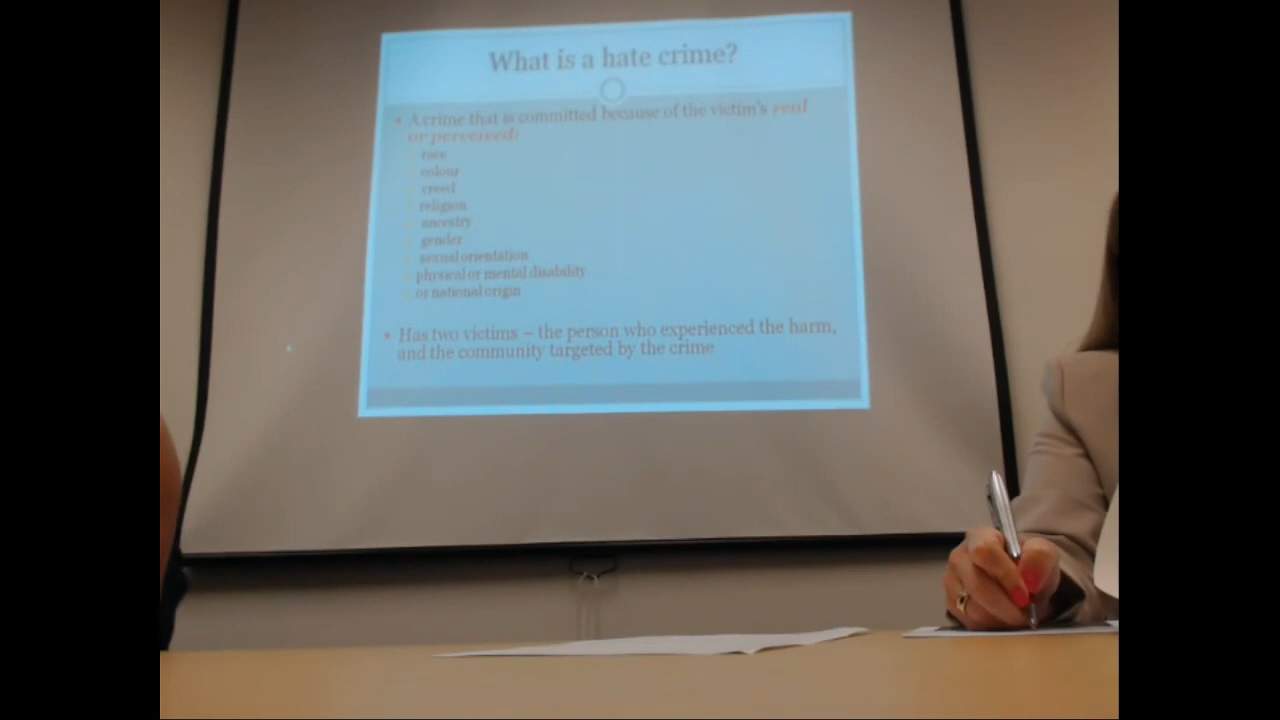 What is a hate crime?
A crime that is committed because of the victim's real
or perceived:
race
colour
creed
religion
ancestry
gender
sexual orientation
physical or mental disability
or national origin
Has two victims – the person who experienced the harm,
and the community targeted by the crime